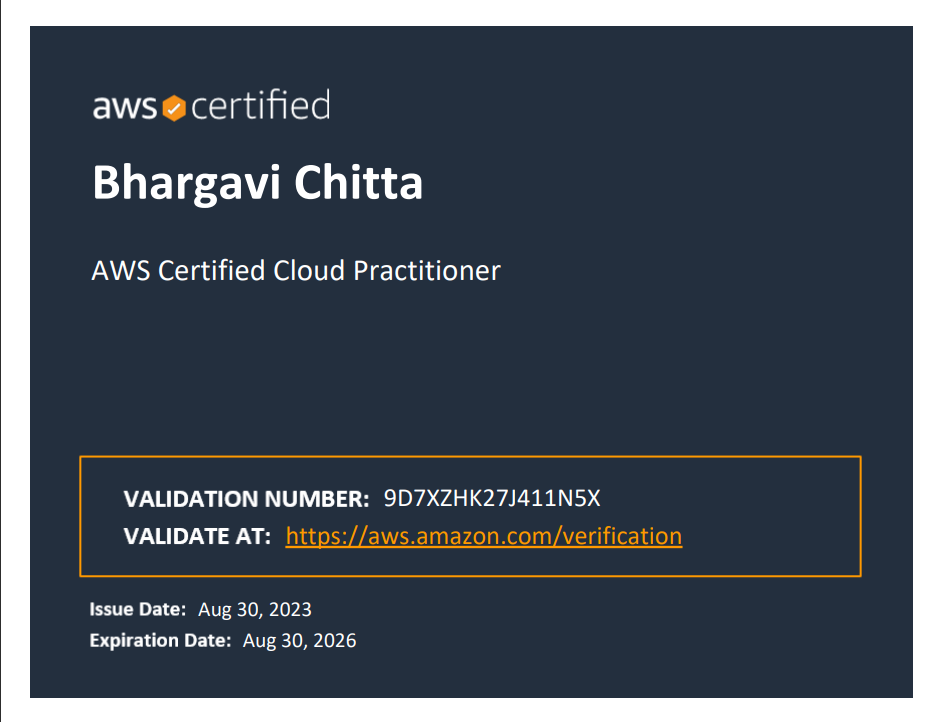 aws certified
Bhargavi Chitta
AWS Certified Cloud Practitioner
VALIDATION NUMBER: 9D7XZHK27J411N5X
VALIDATE AT: https://aws.amazon.com/verification
Issue Date: Aug 30, 2023
Expiration Date: Aug 30, 2026